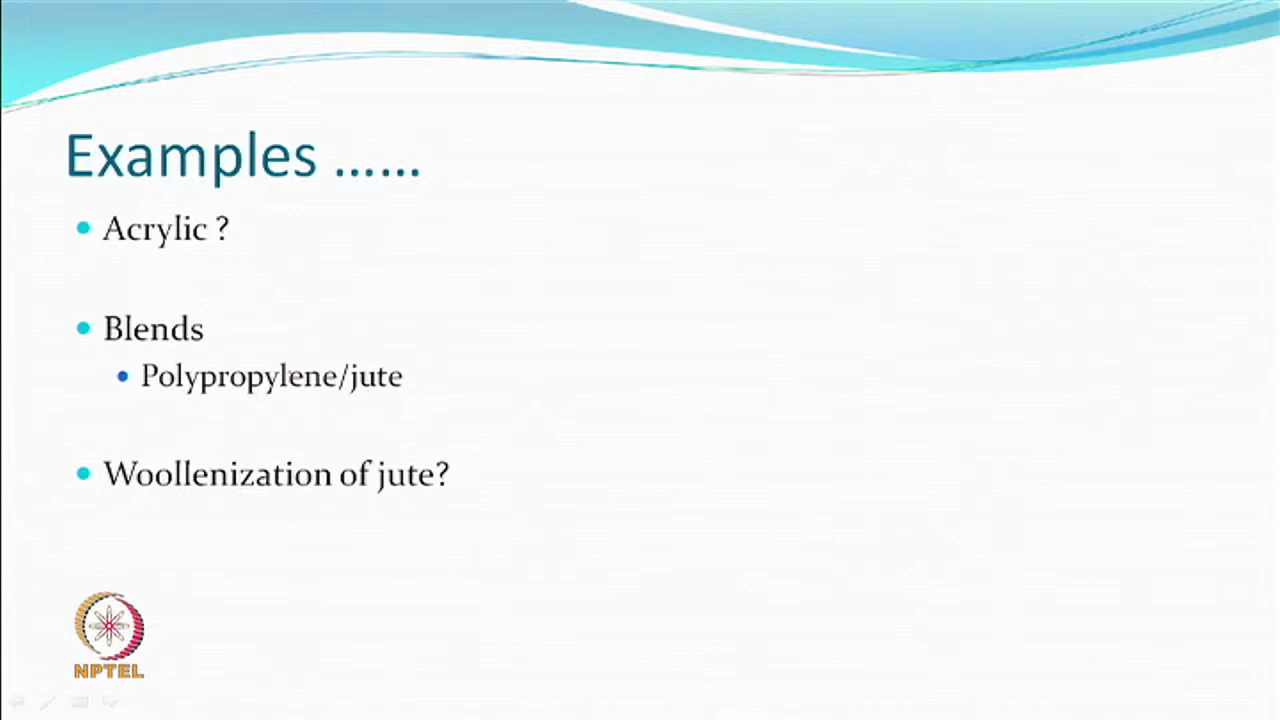 Examples ......
Acrylic ?
Blends
Polypropylene/jute
Woollenization of jute?
NPTEL